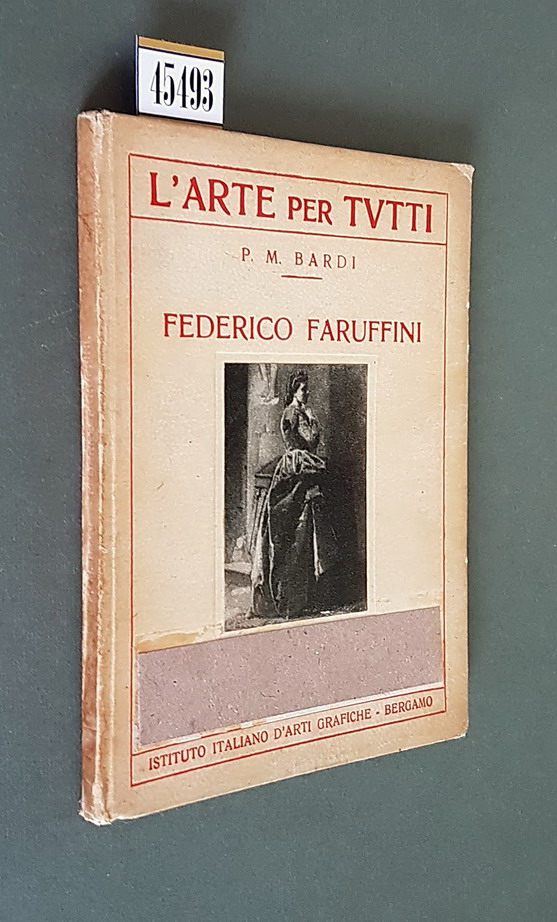 45493
L'ARTE PER TVTTI
P. M. BARDI
FEDERICO FARUFFINI
ISTITUTO ITALIANO D'ARTI GRAFICHE - BERGAMO